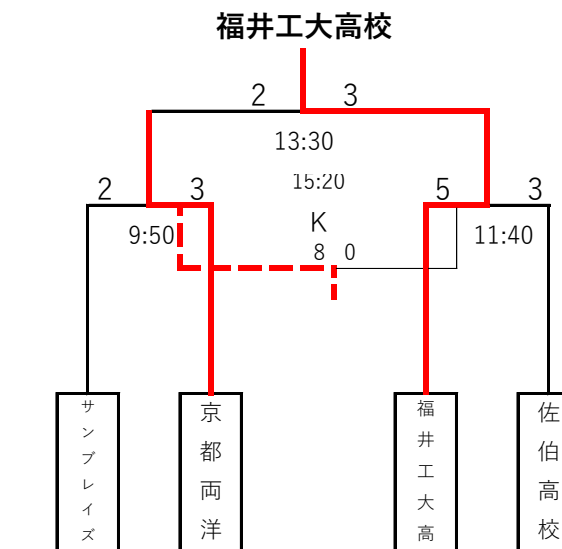 福井工大高校
2 3
13:30
15:20
2 3 5 3
9:50 K 11:40
8 0
サンブレイズ
京都両洋
福井工大高
佐伯高校